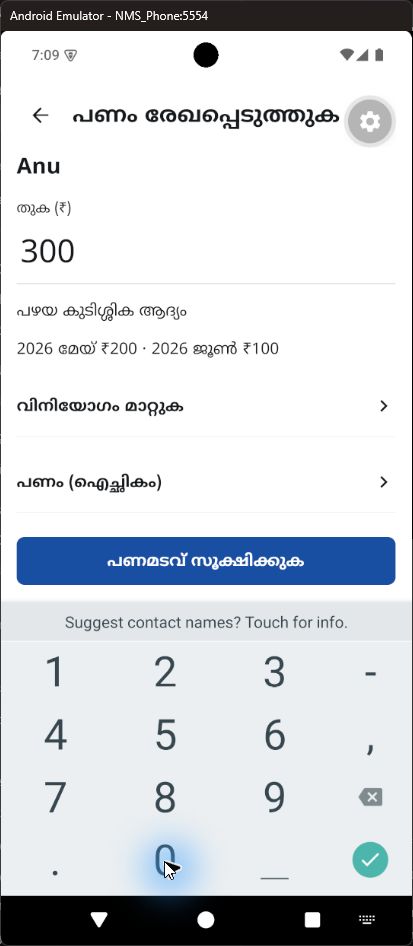 Android Emulator - NMS_Phone:5554
7:09
പണം രേഖപ്പെടുത്തുക
Anu
തുക (₹)
300
പഴയ കുടിശ്ശിക ആദ്യം
2026 മേയ് ₹200 · 2026 ജൂൺ ₹100
വിനിയോഗം മാറ്റുക
പണം (ഐച്ഛികം)
പണമടവ് സൂക്ഷിക്കുക
Suggest contact names? Touch for info.
1 2 3 -
4 5 6 ,
7 8 9
. 0 _